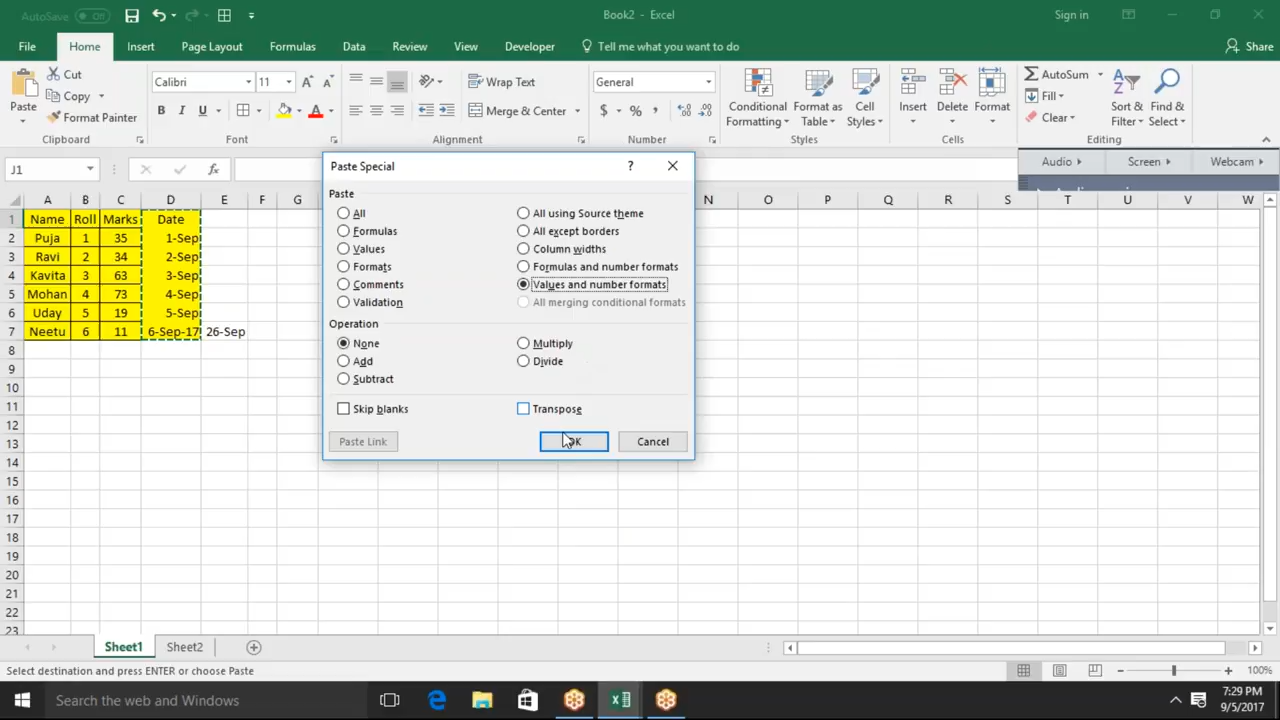 AutoSave Off
Book2 - Excel
Sign in
File Home Insert Page Layout Formulas Data Review View Developer Tell me what you want to do Share
Paste
Cut
Copy
Format Painter
Clipboard
Calibri 11
B I U
Font
Wrap Text
Merge & Center
Alignment
General
$ % ,
Number
Conditional Formatting
Format as Table
Cell Styles
Styles
Insert Delete Format
Cells
AutoSum
Fill
Clear
Sort & Filter
Find & Select
Editing
J1
fx
Audio Screen Webcam
A B C D E F G N O P Q R S T U V W
1 Name Roll Marks Date
2 Puja 1 35 1-Sep
3 Ravi 2 34 2-Sep
4 Kavita 3 63 3-Sep
5 Mohan 4 73 4-Sep
6 Uday 5 19 5-Sep
7 Neetu 6 11 6-Sep-17 26-Sep
8
9
10
11
12
13
14
15
16
17
18
19
20
21
22
23
Paste Special ?
Paste
All
Formulas
Values
Formats
Comments
Validation
All using Source theme
All except borders
Column widths
Formulas and number formats
Values and number formats
All merging conditional formats
Operation
None
Add
Subtract
Multiply
Divide
Skip blanks
Transpose
Paste Link
OK
Cancel
Sheet1 Sheet2
Select destination and press ENTER or choose Paste
100%
Search the web and Windows
7:29 PM
9/5/2017